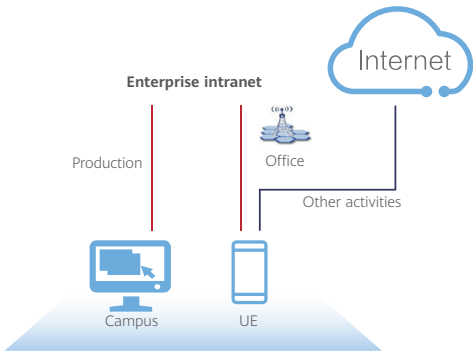 Internet
Enterprise intranet
Production
Office
Other activities
Campus
UE